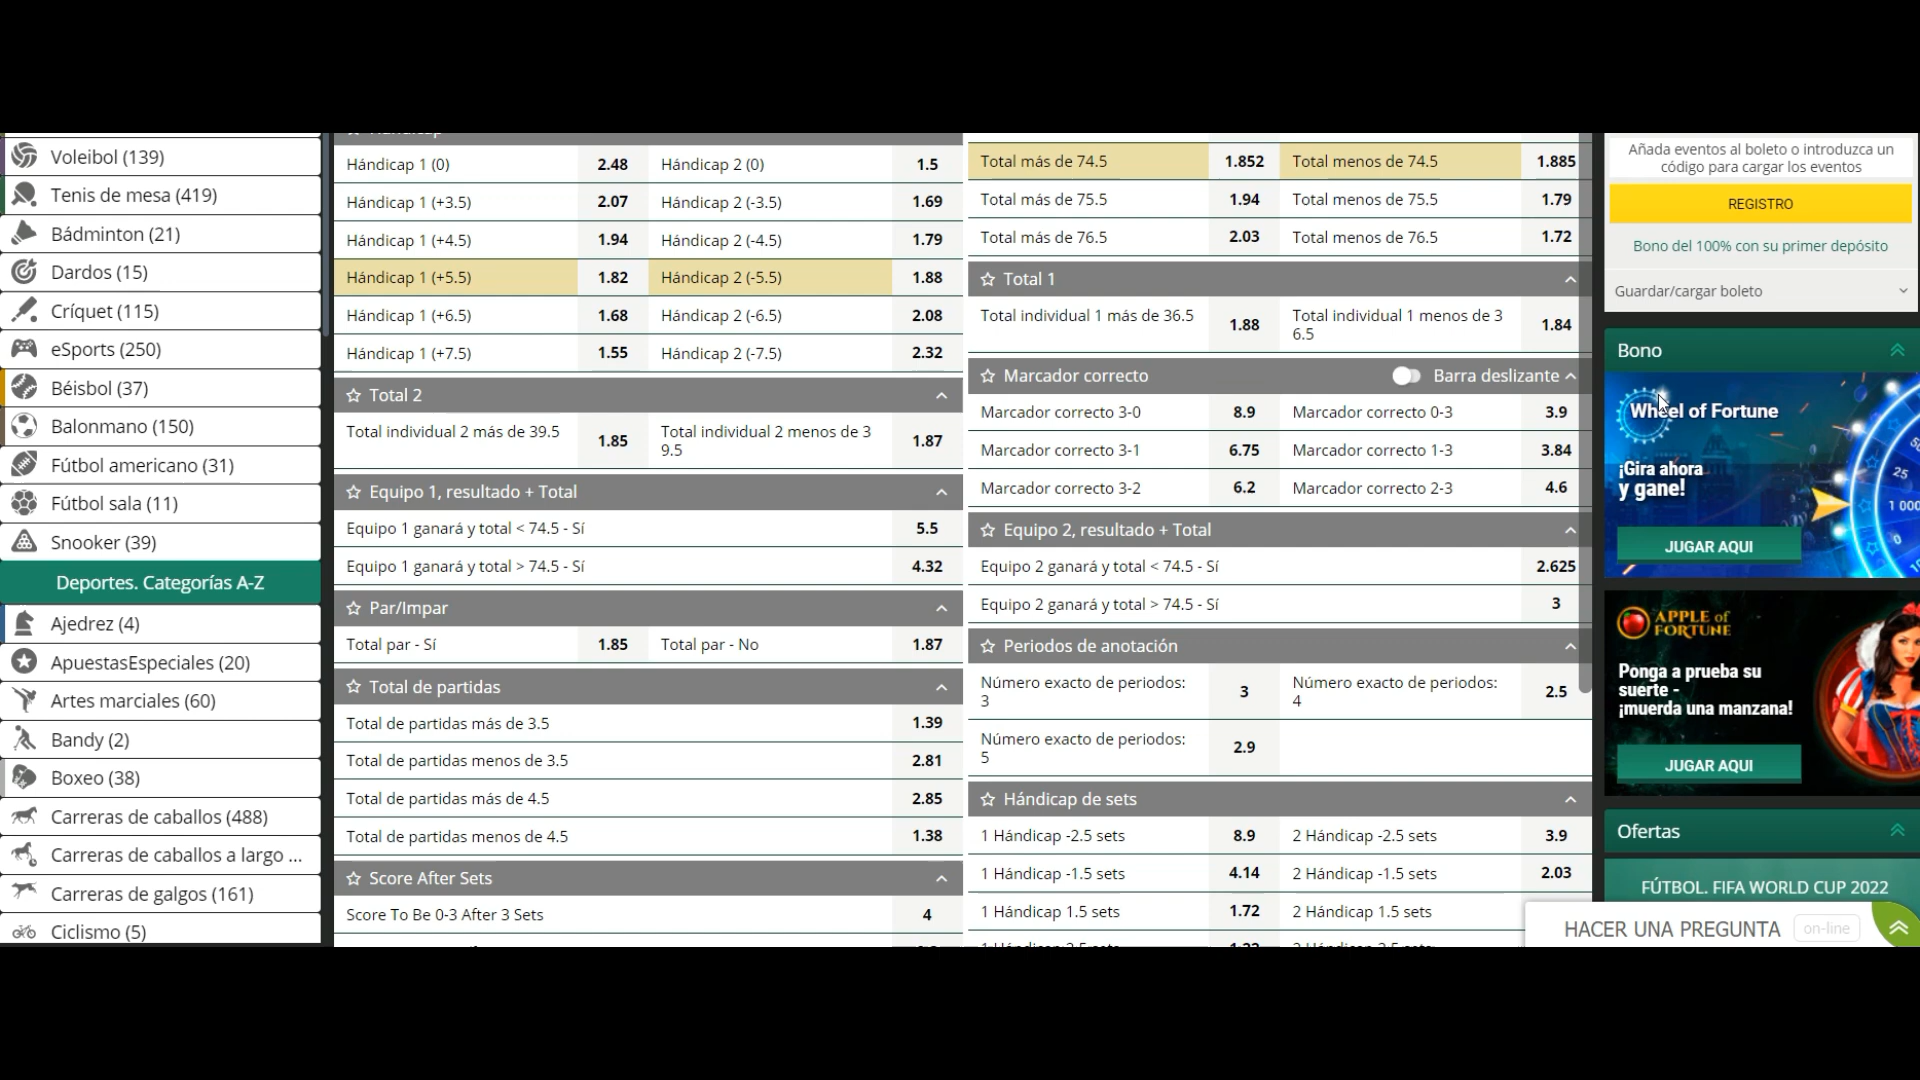 Voleibol (139)
Tenis de mesa (419)
Bádminton (21)
Dardos (15)
Críquet (115)
eSports (250)
Béisbol (37)
Balonmano (150)
Fútbol americano (31)
Fútbol sala (11)
Snooker (39)
Deportes. Categorías A-Z
Ajedrez (4)
ApuestasEspeciales (20)
Artes marciales (60)
Bandy (2)
Boxeo (38)
Carreras de caballos (488)
Carreras de caballos a largo ...
Carreras de galgos (161)
Ciclismo (5)
Hándicap 1 (0) 2.48 Hándicap 2 (0) 1.5
Hándicap 1 (+3.5) 2.07 Hándicap 2 (-3.5) 1.69
Hándicap 1 (+4.5) 1.94 Hándicap 2 (-4.5) 1.79
Hándicap 1 (+5.5) 1.82 Hándicap 2 (-5.5) 1.88
Hándicap 1 (+6.5) 1.68 Hándicap 2 (-6.5) 2.08
Hándicap 1 (+7.5) 1.55 Hándicap 2 (-7.5) 2.32
Total 2
Total individual 2 más de 39.5 1.85 Total individual 2 menos de 3
9.5 1.87
Equipo 1, resultado + Total
Equipo 1 ganará y total < 74.5 - Sí 5.5
Equipo 1 ganará y total > 74.5 - Sí 4.32
Par/Impar
Total par - Sí 1.85 Total par - No 1.87
Total de partidas
Total de partidas más de 3.5 1.39
Total de partidas menos de 3.5 2.81
Total de partidas más de 4.5 2.85
Total de partidas menos de 4.5 1.38
Score After Sets
Score To Be 0-3 After 3 Sets 4
Total más de 74.5 1.852 Total menos de 74.5 1.885
Total más de 75.5 1.94 Total menos de 75.5 1.79
Total más de 76.5 2.03 Total menos de 76.5 1.72
Total 1
Total individual 1 más de 36.5 1.88 Total individual 1 menos de 3
6.5 1.84
Marcador correcto Barra deslizante
Marcador correcto 3-0 8.9 Marcador correcto 0-3 3.9
Marcador correcto 3-1 6.75 Marcador correcto 1-3 3.84
Marcador correcto 3-2 6.2 Marcador correcto 2-3 4.6
Equipo 2, resultado + Total
Equipo 2 ganará y total < 74.5 - Sí 2.625
Equipo 2 ganará y total > 74.5 - Sí 3
Periodos de anotación
Número exacto de periodos:
3 3 Número exacto de periodos:
4 2.5
Número exacto de periodos:
5 2.9
Hándicap de sets
1 Hándicap -2.5 sets 8.9 2 Hándicap -2.5 sets 3.9
1 Hándicap -1.5 sets 4.14 2 Hándicap -1.5 sets 2.03
1 Hándicap 1.5 sets 1.72 2 Hándicap 1.5 sets
Añada eventos al boleto o introduzca un
código para cargar los eventos
REGISTRO
Bono del 100% con su primer depósito
Guardar/cargar boleto
Bono
Wheel of Fortune
¡Gira ahora
y gane!
25
1 000
0
JUGAR AQUI
APPLE of
FORTUNE
Ponga a prueba su
suerte -
¡muerda una manzana!
JUGAR AQUI
Ofertas
FÚTBOL. FIFA WORLD CUP 2022
HACER UNA PREGUNTA on-line